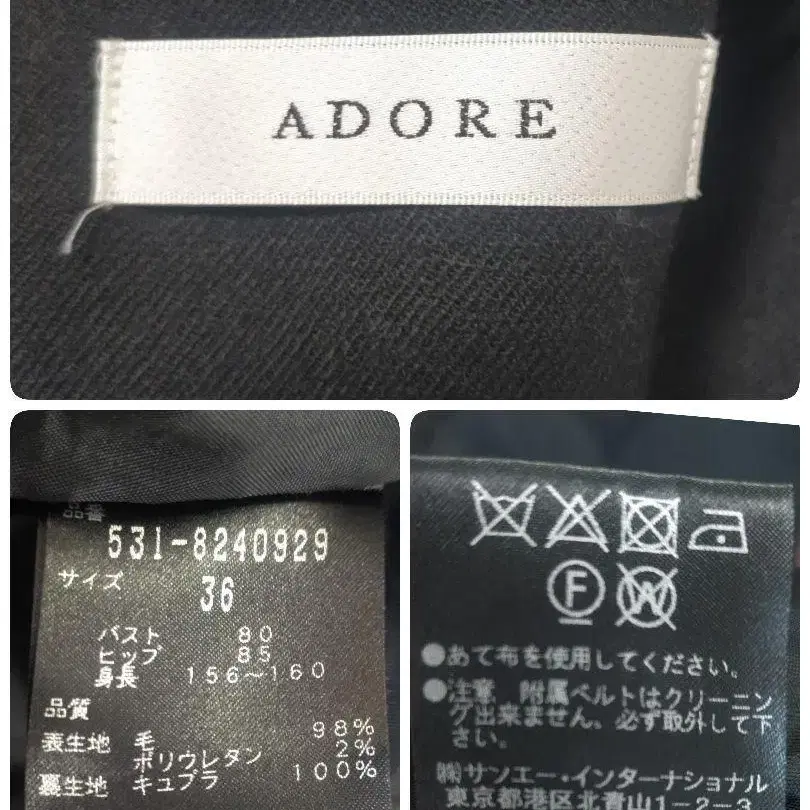 ADORE
品番
531-8240929
サイズ
36
バスト 80
ヒップ 85
身長 156〜160
品質
表生地 毛 98%
ポリウレタン 2%
裏生地 キュプラ 100%
F W
●あて布を使用してください。
●注意 附属ベルトはクリーニン
グ出来ません、必ず取外して下
さい。
㈱サンエー・インターナショナル
東京都港区北青山1-2-3